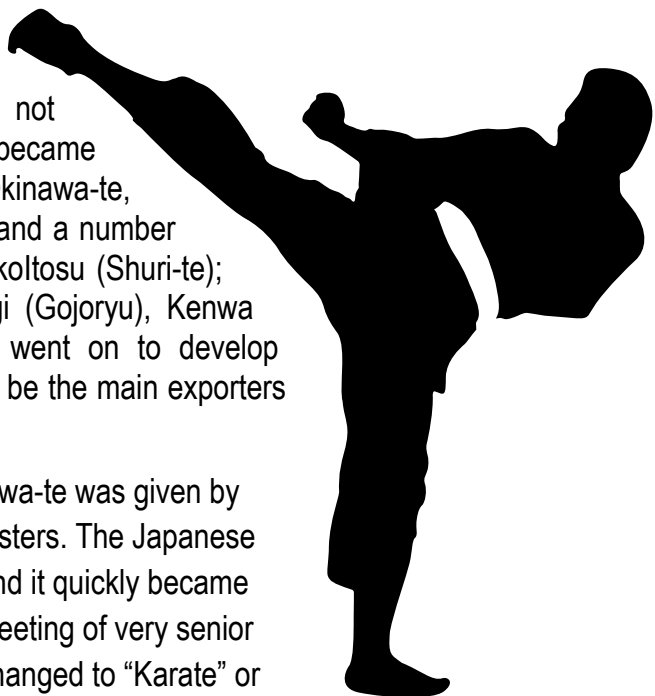 not
became
kinawa-te,
and a number
koItosu (Shuri-te);
gi (Gojoryu), Kenwa
went on to develop
be the main exporters
wa-te was given by
sters. The Japanese
nd it quickly became
eeting of very senior
hanged to “Karate” or